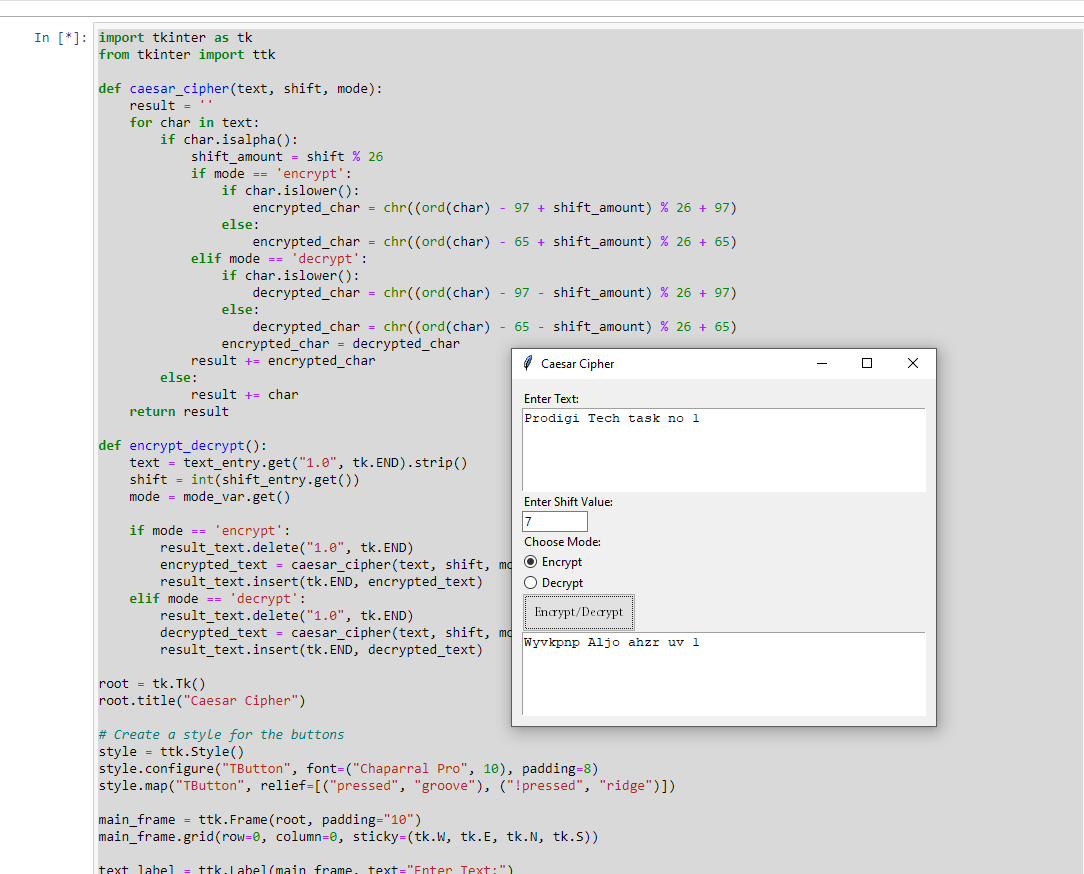 In [*]:
import tkinter as tk
from tkinter import ttk

def caesar_cipher(text, shift, mode):
    result = ''
    for char in text:
        if char.isalpha():
            shift_amount = shift % 26
            if mode == 'encrypt':
                if char.islower():
                    encrypted_char = chr((ord(char) - 97 + shift_amount) % 26 + 97)
                else:
                    encrypted_char = chr((ord(char) - 65 + shift_amount) % 26 + 65)
            elif mode == 'decrypt':
                if char.islower():
                    decrypted_char = chr((ord(char) - 97 - shift_amount) % 26 + 97)
                else:
                    decrypted_char = chr((ord(char) - 65 - shift_amount) % 26 + 65)
                encrypted_char = decrypted_char
            result += encrypted_char
        else:
            result += char
    return result

def encrypt_decrypt():
    text = text_entry.get("1.0", tk.END).strip()
    shift = int(shift_entry.get())
    mode = mode_var.get()

    if mode == 'encrypt':
        result_text.delete("1.0", tk.END)
        encrypted_text = caesar_cipher(text, shift,
        result_text.insert(tk.END, encrypted_text)
    elif mode == 'decrypt':
        result_text.delete("1.0", tk.END)
        decrypted_text = caesar_cipher(text, shift,
        result_text.insert(tk.END, decrypted_text)

root = tk.Tk()
root.title("Caesar Cipher")

# Create a style for the buttons
style = ttk.Style()
style.configure("TButton", font=("Chaparral Pro", 10), padding=8)
style.map("TButton", relief=[("pressed", "groove"), ("!pressed", "ridge")])

main_frame = ttk.Frame(root, padding="10")
main_frame.grid(row=0, column=0, sticky=(tk.W, tk.E, tk.N, tk.S))

text_label = ttk.Label(main_frame, text="Enter Text:")
Caesar Cipher
Enter Text:
Prodigi Tech task no 1
Enter Shift Value:
7
Choose Mode:
Encrypt
Decrypt
Encrypt/Decrypt
Wyvkpnp Aljo ahzr uv 1